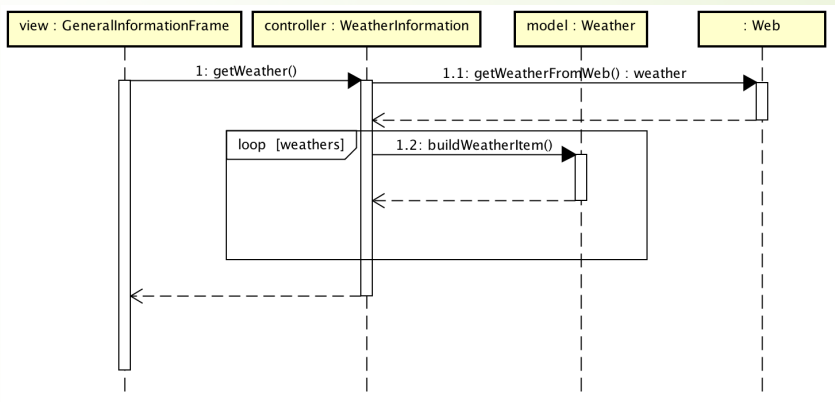 view : GeneralInformationFrame
controller : WeatherInformation
model : Weather
: Web
1: getWeather()
1.1: getWeatherFromWeb() : weather
loop [weathers]
1.2: buildWeatherItem()